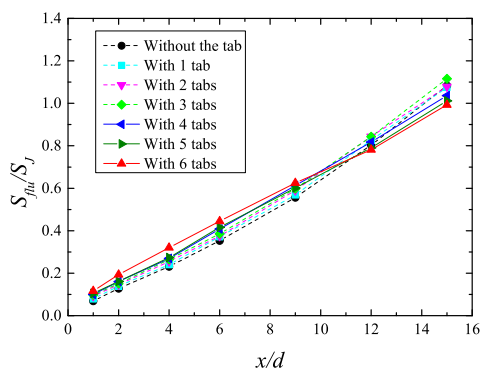 1.4
1.2
1.0
0.8
0.6
0.4
0.2
0.0
S_flu/S_J
Without the tab
With 1 tab
With 2 tabs
With 3 tabs
With 4 tabs
With 5 tabs
With 6 tabs
0 2 4 6 8 10 12 14 16
x/d